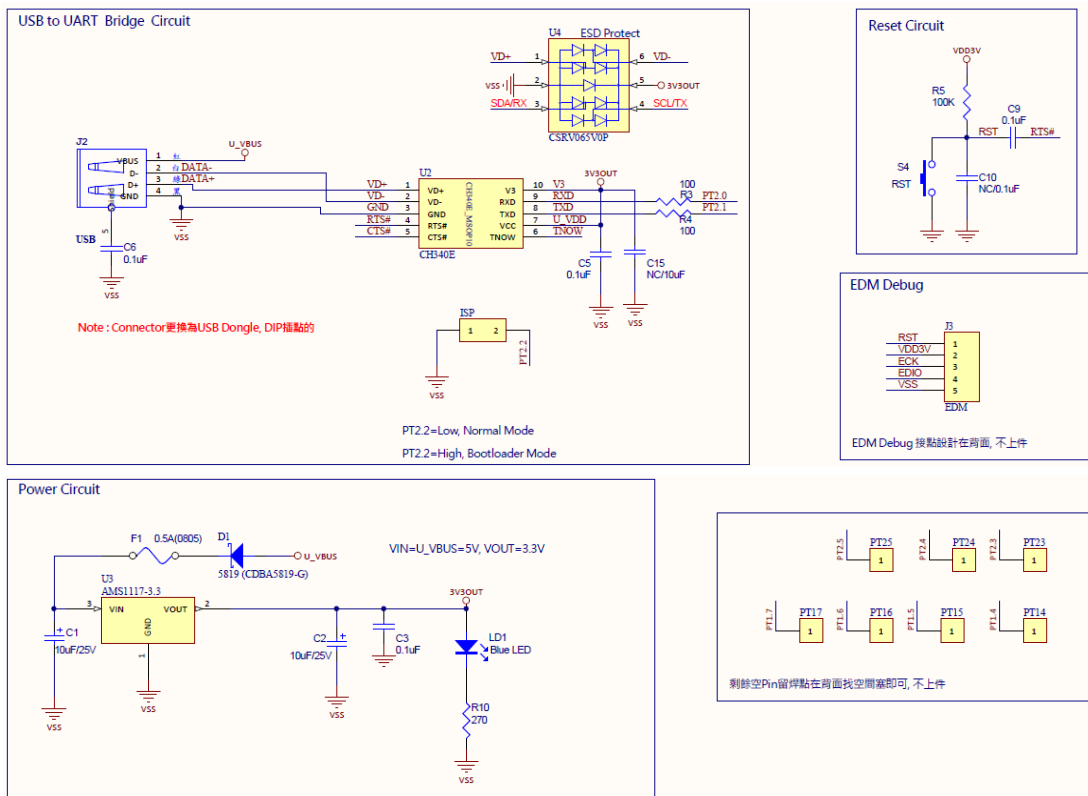 USB to UART Bridge Circuit
U4 ESD Protect
VD+ 1 6 VD-
VSS 2 5 3V3OUT
SDA/RX 3 4 SCL/TX
CSRV065V0P
J2
U_VBUS
VBUS 1 紅
D- 2 白 DATA-
D+ 3 綠 DATA+
GND 4 黑
5
USB
C6
0.1uF
VSS
VSS
U2
CH340E_MSOP10
VD+ 1 VD+ V3 10 V3
VD- 2 VD- RXD 9 RXD
GND 3 GND TXD 8 TXD
RTS# 4 RTS# VCC 7 U_VDD
CTS# 5 CTS# TNOW 6 TNOW
CH340E
3V3OUT
100
R3
PT2.0
PT2.1
R4
100
C5
0.1uF
C15
NC/10uF
VSS
VSS
Note : Connector更換為USB Dongle, DIP插點的
ISP
1 2
PT2.2
VSS
PT2.2=Low, Normal Mode
PT2.2=High, Bootloader Mode
Reset Circuit
VDD3V
R5
100K
C9
0.1uF
RST
RTS#
S4
RST
C10
NC/0.1uF
EDM Debug
J3
RST 1
VDD3V 2
ECK 3
EDIO 4
VSS 5
EDM
EDM Debug 接點設計在背面, 不上件
Power Circuit
F1 0.5A(0805)
D1
U_VBUS
5819 (CDBA5819-G)
VIN=U_VBUS=5V, VOUT=3.3V
U3
AMS1117-3.3
3 VIN VOUT 2
GND
1
C1
10uF/25V
VSS
VSS
C2
10uF/25V
VSS
C3
0.1uF
3V3OUT
LD1
Blue LED
R10
270
VSS
PT2.5 PT25 1
PT2.4 PT24 1
PT2.3 PT23 1
PT1.7 PT17 1
PT1.6 PT16 1
PT1.5 PT15 1
PT1.4 PT14 1
剩餘空Pin留焊點在背面找空間塞即可, 不上件